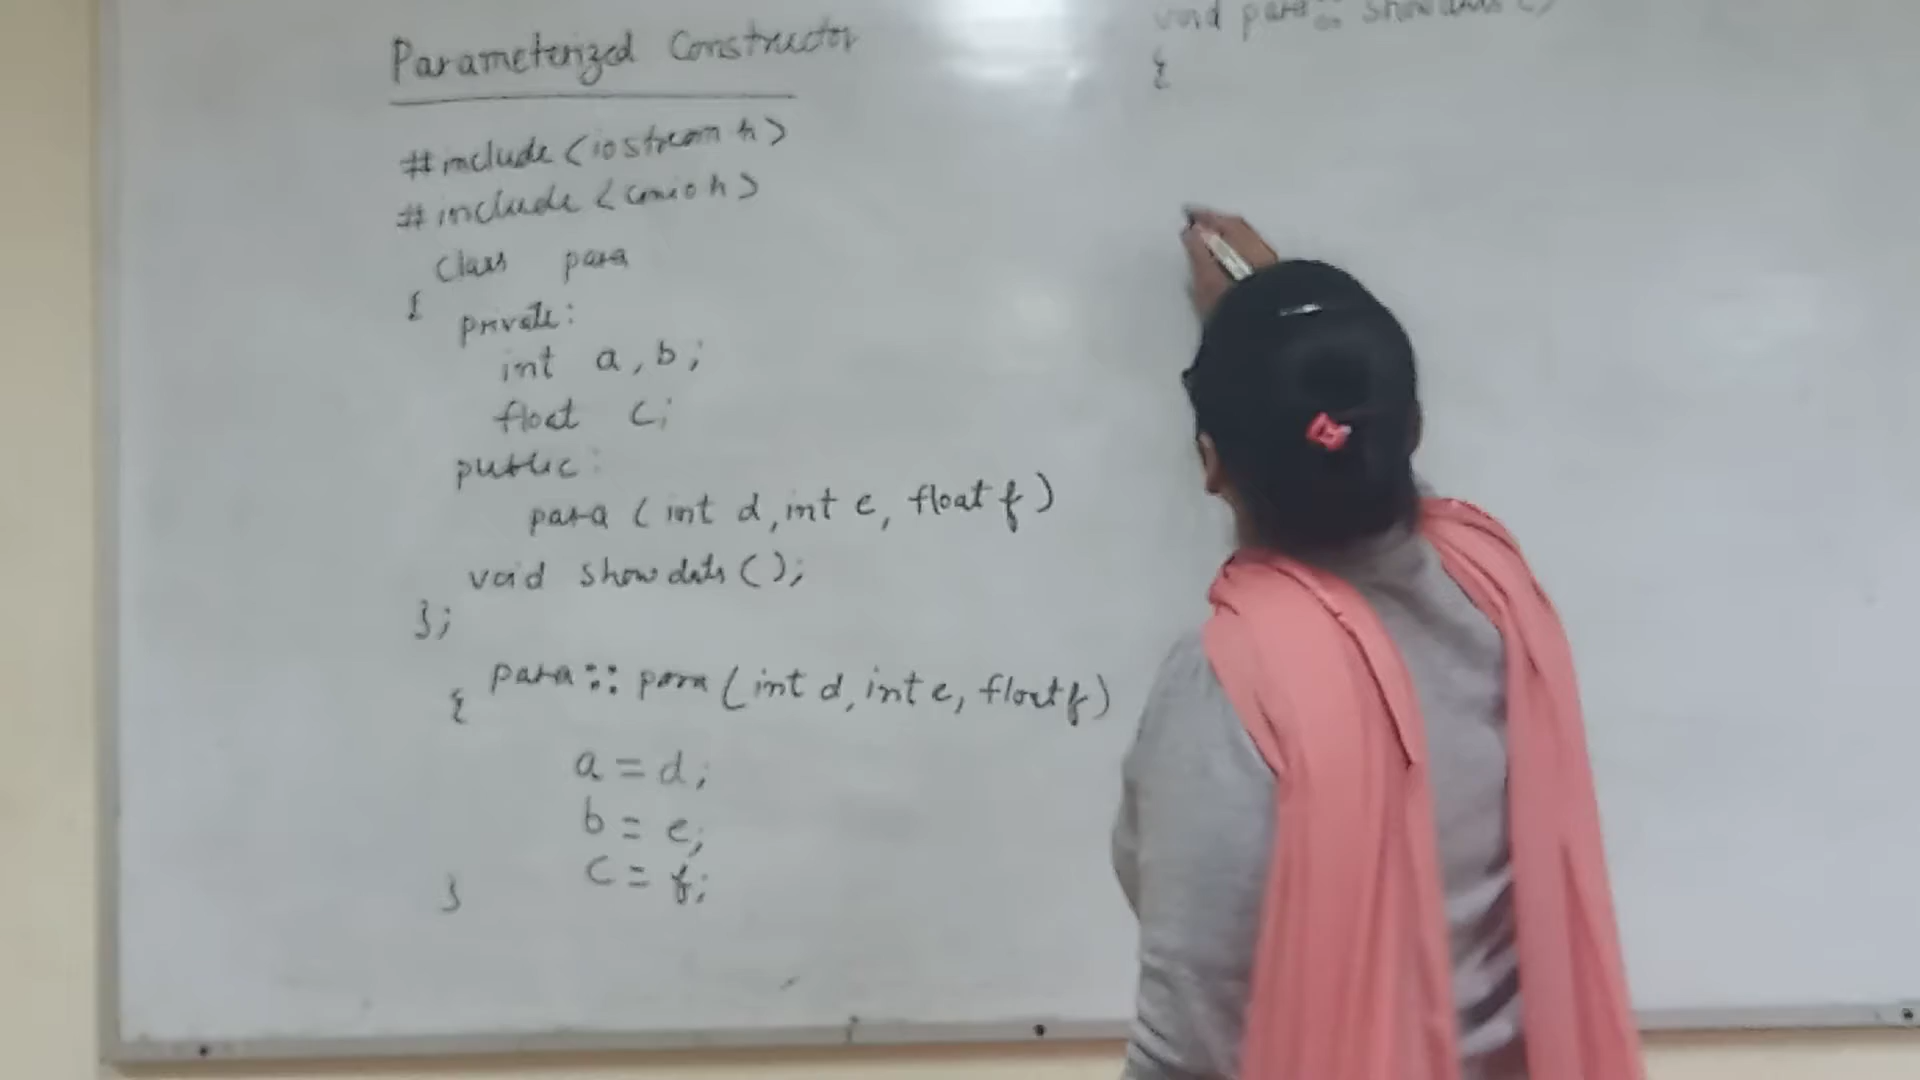 Parameterized Constructor
#include <iostream.h>
#include <conio.h>
class para
{
private:
int a, b;
float c;
public:
para (int d, int e, float f)
void showdata ();
};
para :: para (int d, int e, float f)
{
a = d;
b = e;
c = f;
}
void para :: showdata ()
{